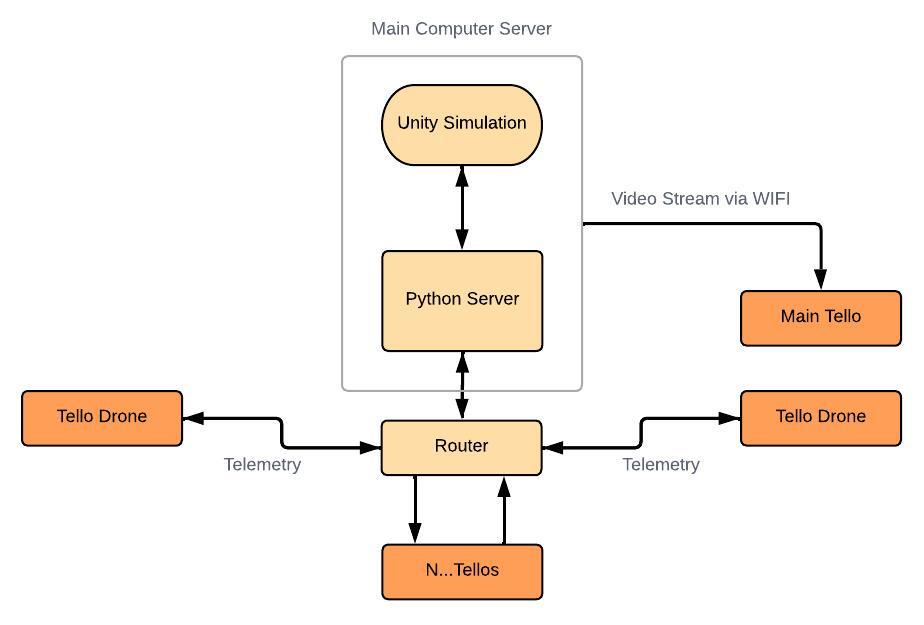 Main Computer Server
Unity Simulation
Video Stream via WIFI
Python Server
Main Tello
Tello Drone
Tello Drone
Router
Telemetry
Telemetry
N...Tellos